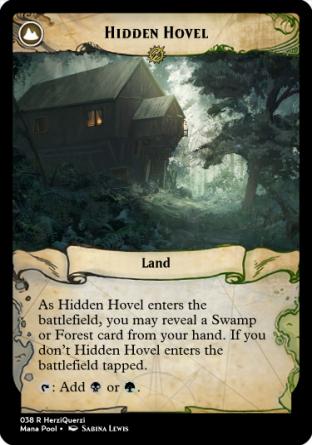 HIDDEN HOVEL
Land
As Hidden Hovel enters the
battlefield, you may reveal a Swamp
or Forest card from your hand. If you
don't Hidden Hovel enters the
battlefield tapped.
: Add or .
038 R HerziQuerzi
Mana Pool • SABINA LEWIS